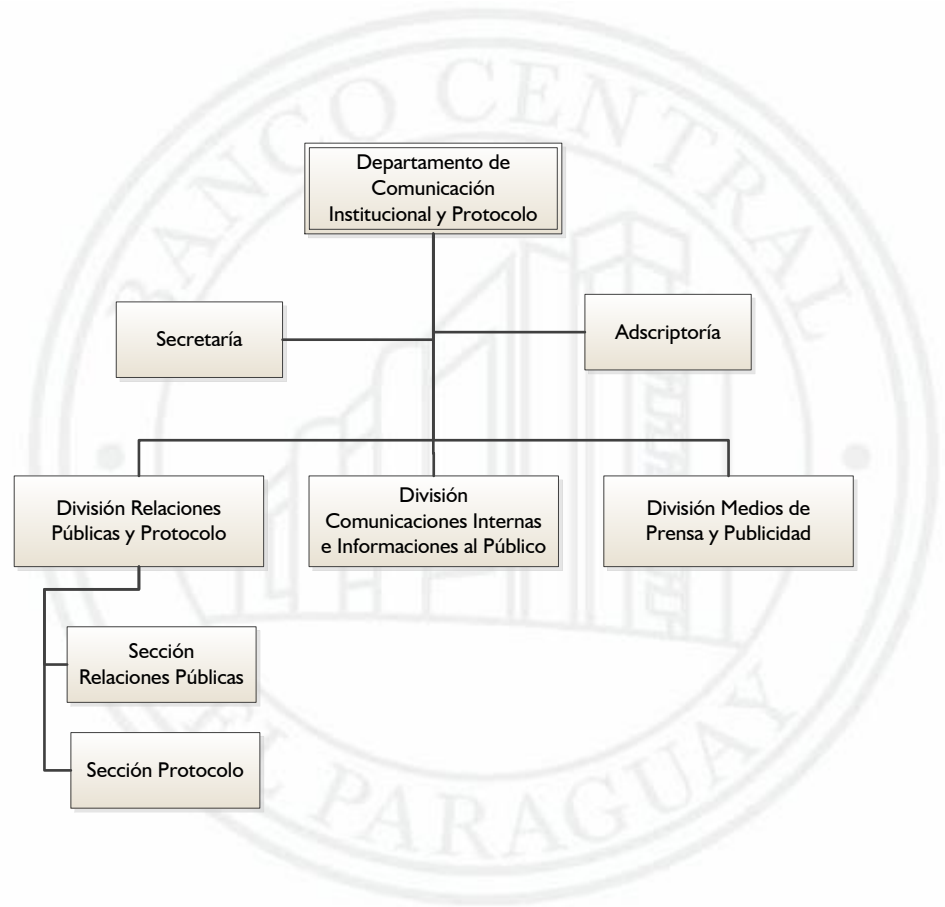 BANCO CENTRAL
DEL PARAGUAY
Departamento de
Comunicación
Institucional y Protocolo
Secretaría
Adscriptoría
División Relaciones
Públicas y Protocolo
División
Comunicaciones Internas
e Informaciones al Público
División Medios de
Prensa y Publicidad
Sección
Relaciones Públicas
Sección Protocolo